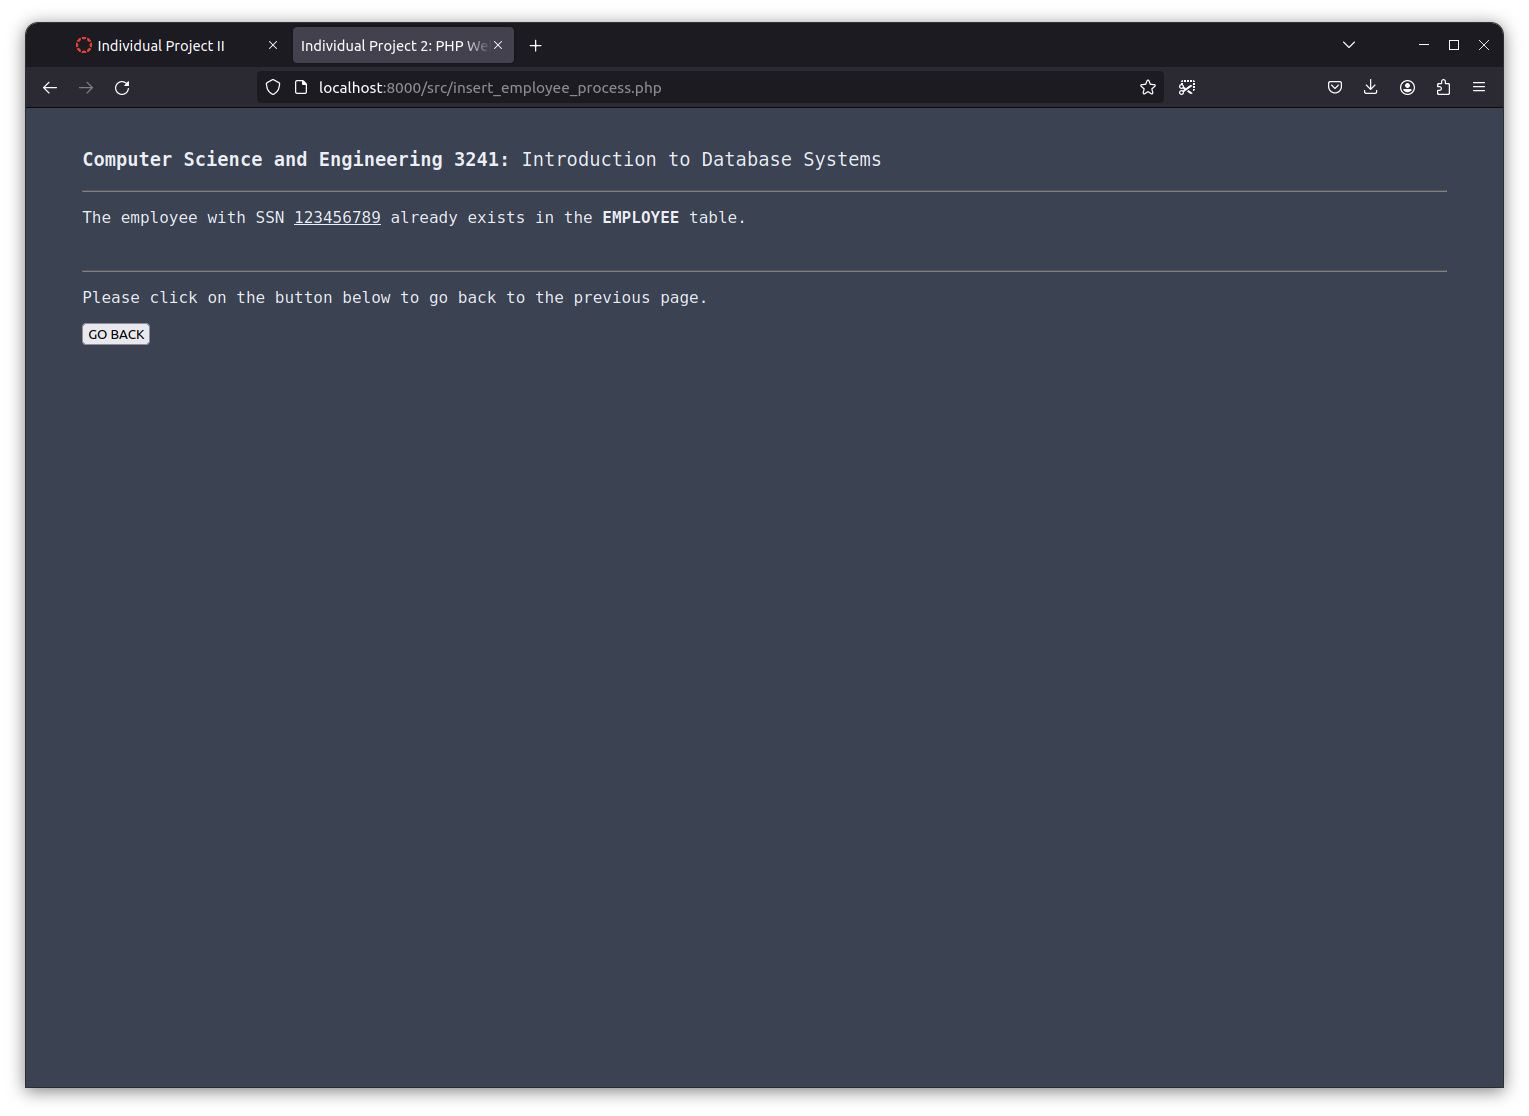 Individual Project II
Individual Project 2: PHP We
localhost:8000/src/insert_employee_process.php
Computer Science and Engineering 3241: Introduction to Database Systems
The employee with SSN 123456789 already exists in the EMPLOYEE table.
Please click on the button below to go back to the previous page.
GO BACK